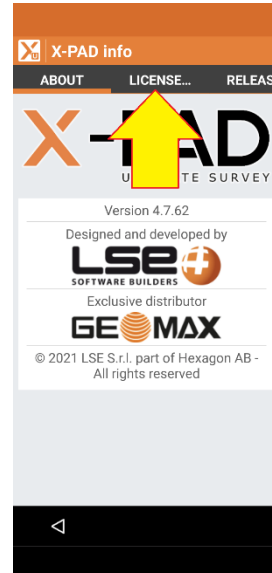 X-PAD info
ABOUT LICENSE... RELEAS
X-PAD
U TE SURVEY
Version 4.7.62
Designed and developed by
LSE
SOFTWARE BUILDERS
Exclusive distributor
GEOMAX
© 2021 LSE S.r.l. part of Hexagon AB -
All rights reserved